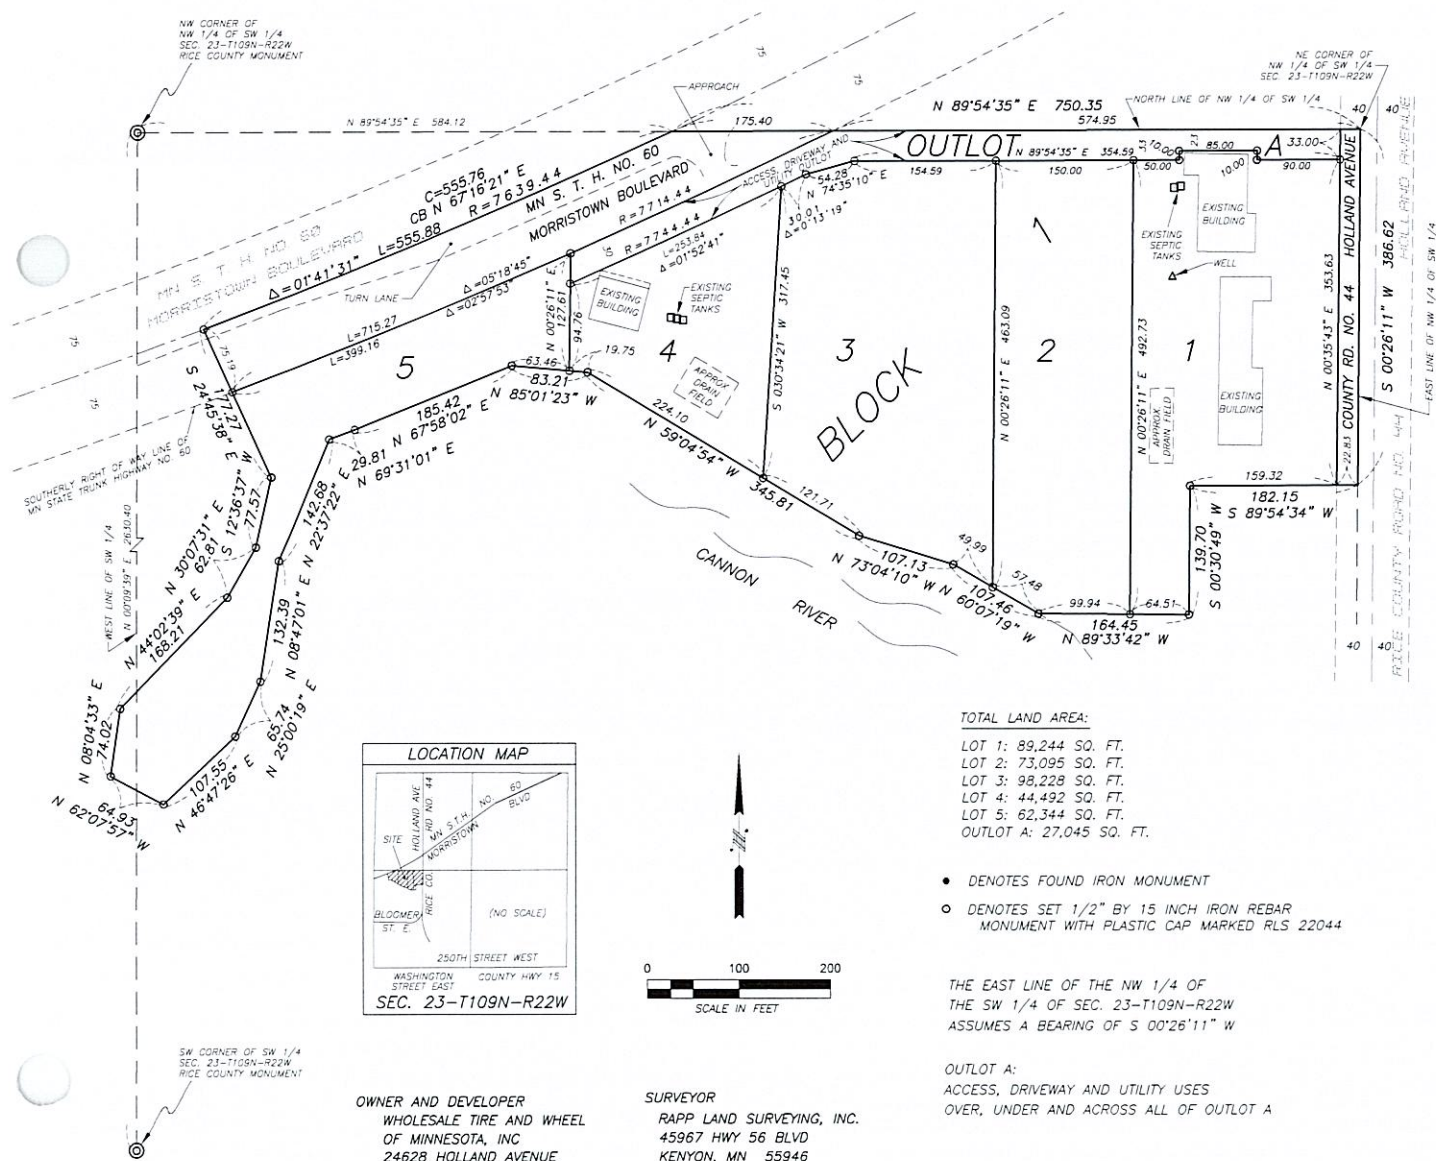 NW CORNER OF
NW 1/4 OF SW 1/4
SEC. 23-T109N-R22W
RICE COUNTY MONUMENT
NE CORNER OF
NW 1/4 OF SW 1/4
SEC. 23-T109N-R22W
75
75
APPROACH
N 89°54'35" E 750.35
NORTH LINE OF NW 1/4 OF SW 1/4
40
40
N 89°54'35" E 584.12
175.40
574.95
33.00
OUTLOT A
N 89°54'35" E 354.59
33
70.00
23
85.00
10.00
154.59
150.00
50.00
90.00
ACCESS, DRIVEWAY AND
UTILITY OUTLOT
54.28
N 74°35'10" E
30.01
Δ=0°13'19"
C=555.76
CB N 67°16'21" E
R=7639.44
MN S. T. H. NO. 60
MORRISTOWN BOULEVARD
L=555.88
Δ=01°41'31"
R=7714.44
R=7744.44
L=253.84
Δ=01°52'41"
MN S. T. H. NO. 60
MORRISTOWN BOULEVARD
TURN LANE
Δ=05°18'45"
Δ=02°57'53"
L=715.27
L=399.16
75
75
75.19
S 24°45'38" E
177.27
SOUTHERLY RIGHT OF WAY LINE OF
MN STATE TRUNK HIGHWAY NO. 60
N 00°26'11" E
127.61
94.76
EXISTING
BUILDING
EXISTING
SEPTIC
TANKS
4
APPROX
DRAIN
FIELD
19.75
63.46
83.21
N 85°01'23" W
5
185.42
N 67°58'02" E
29.81
N 69°31'01" E
224.10
N 59°04'54" W
345.81
121.71
S 030°34'21" W 317.45
3
BLOCK 1
2
1
N 00°26'11" E 463.09
N 00°26'11" E 492.73
EXISTING
BUILDING
EXISTING
SEPTIC
TANKS
WELL
EXISTING
BUILDING
APPROX
DRAIN FIELD
N 00°35'43" E 353.63
22.83
COUNTY RD. NO. 44 HOLLAND AVENUE
S 00°26'11" W 386.62
HOLLAND AVENUE
RICE COUNTY ROAD NO. 44
EAST LINE OF NW 1/4 OF SW 1/4
159.32
182.15
S 89°54'34" W
139.70
S 00°30'49" W
49.99
107.13
N 73°04'10" W
57.48
107.46
N 60°07'19" W
99.94
64.51
164.45
N 89°33'42" W
40
40
CANNON
RIVER
S 12°36'37" W
77.57
N 30°07'31" E
62.81
N 44°02'39" E
168.21
N 08°04'33" E
74.02
64.93
N 62°07'57" W
107.55
N 46°47'26" E
65.74
N 25°00'19" E
132.39
N 08°47'01" E
142.68
N 22°37'22" E
WEST LINE OF SW 1/4
N 00°09'39" E 2630.40
LOCATION MAP
HOLLAND AVE
RD NO. 44
MN S.T.H. NO. 60
MORRISTOWN BLVD
SITE
RICE CO.
BLOOMER
ST. E.
(NO SCALE)
250TH STREET WEST
WASHINGTON
STREET EAST
COUNTY HWY 15
SEC. 23-T109N-R22W
N.
0 100 200
SCALE IN FEET
TOTAL LAND AREA:
LOT 1: 89,244 SQ. FT.
LOT 2: 73,095 SQ. FT.
LOT 3: 98,228 SQ. FT.
LOT 4: 44,492 SQ. FT.
LOT 5: 62,344 SQ. FT.
OUTLOT A: 27,045 SQ. FT.
DENOTES FOUND IRON MONUMENT
DENOTES SET 1/2" BY 15 INCH IRON REBAR
MONUMENT WITH PLASTIC CAP MARKED RLS 22044
THE EAST LINE OF THE NW 1/4 OF
THE SW 1/4 OF SEC. 23-T109N-R22W
ASSUMES A BEARING OF S 00°26'11" W
OUTLOT A:
ACCESS, DRIVEWAY AND UTILITY USES
OVER, UNDER AND ACROSS ALL OF OUTLOT A
SW CORNER OF SW 1/4
SEC. 23-T109N-R22W
RICE COUNTY MONUMENT
OWNER AND DEVELOPER
WHOLESALE TIRE AND WHEEL
OF MINNESOTA, INC
24628 HOLLAND AVENUE
SURVEYOR
RAPP LAND SURVEYING, INC.
45967 HWY 56 BLVD
KENYON, MN 55946